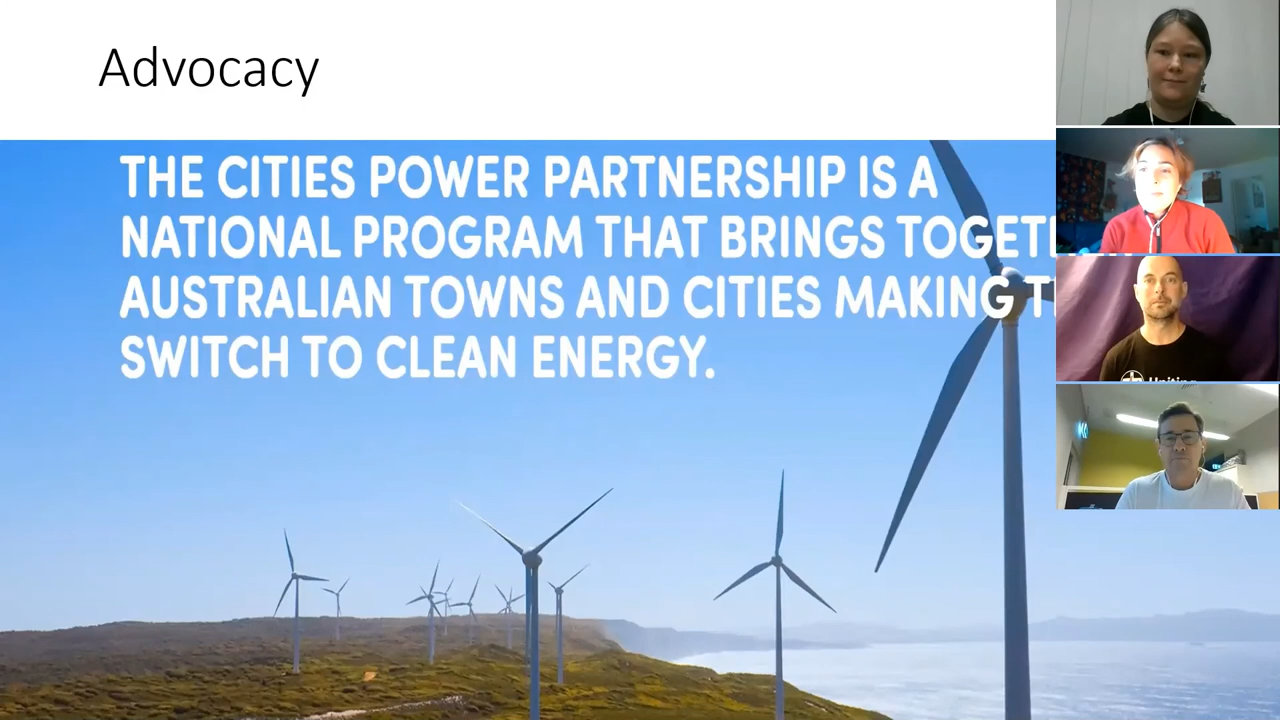 Advocacy
THE CITIES POWER PARTNERSHIP IS A
NATIONAL PROGRAM THAT BRINGS
AUSTRALIAN TOWNS AND CITIES MAKING
SWITCH TO CLEAN ENERGY.
Uniting